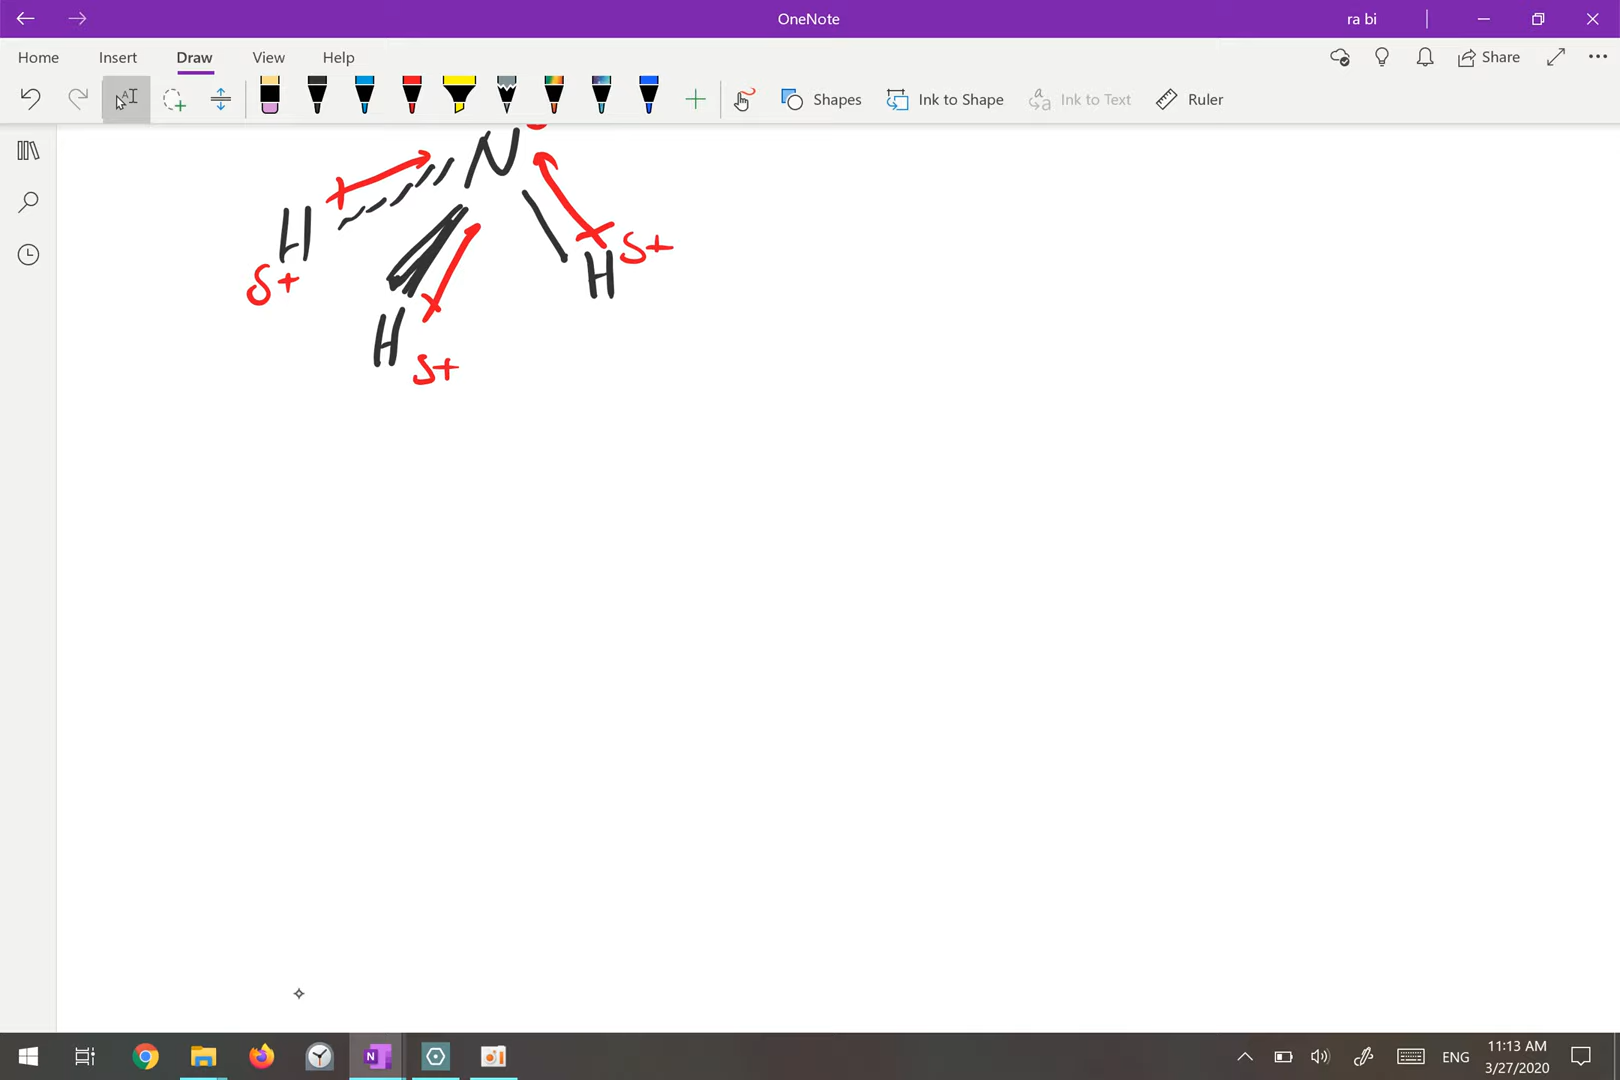 OneNote
ra bi
Home Insert Draw View Help
Share
Shapes
Ink to Shape
Ink to Text
Ruler
N
H
δ+
H
δ+
H
δ+
ENG
11:13 AM
3/27/2020